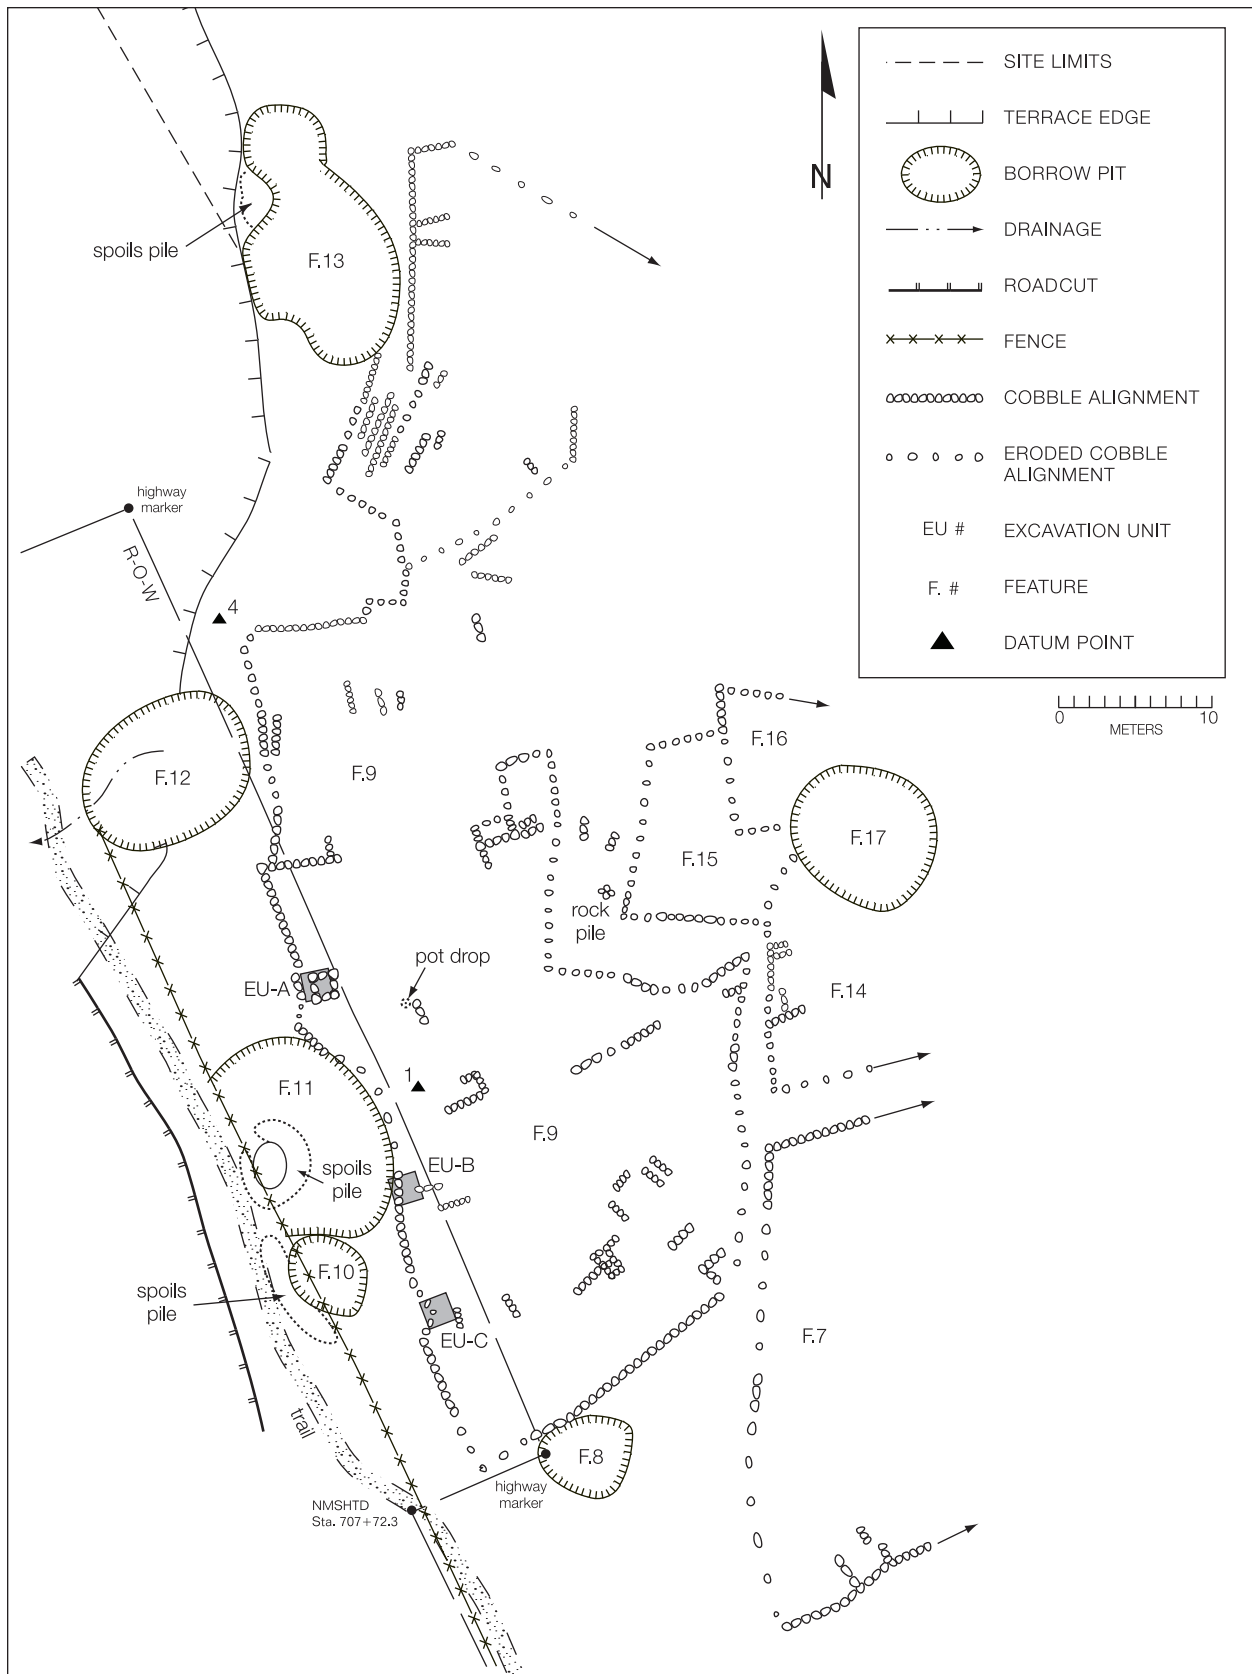 SITE LIMITS
TERRACE EDGE
BORROW PIT
DRAINAGE
ROADCUT
FENCE
COBBLE ALIGNMENT
ERODED COBBLE
ALIGNMENT
EU #
EXCAVATION UNIT
F. #
FEATURE
DATUM POINT
N
0
10
METERS
spoils pile
F.13
highway
marker
R-O-W
4
F.12
F.9
F.16
F.17
F.15
rock
pile
pot drop
EU-A
F.14
F.11
1
F.9
spoils
pile
EU-B
F.10
spoils
pile
EU-C
F.7
trail
F.8
highway
marker
NMSHTD
Sta. 707+72.3